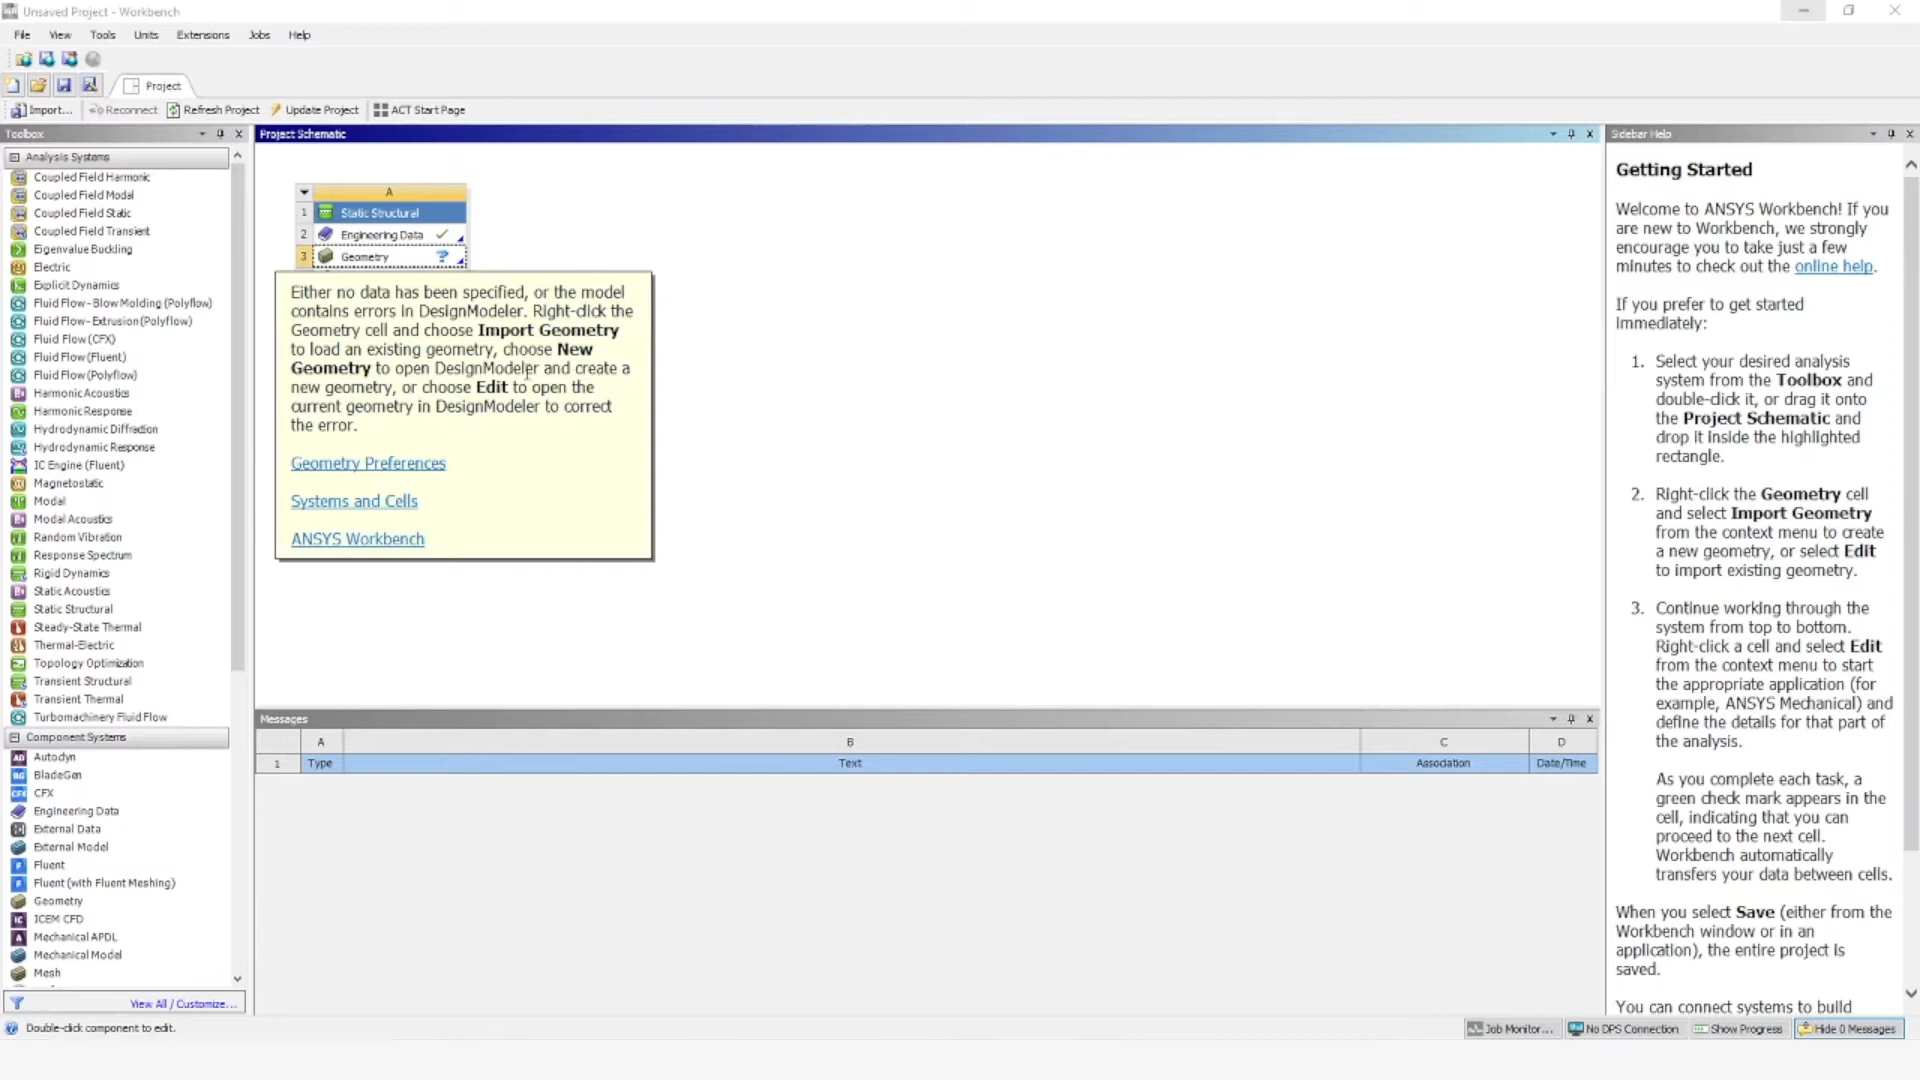 Unsaved Project - Workbench
File View Tools Units Extensions Jobs Help
Project
Import... Reconnect Refresh Project Update Project ACT Start Page
Toolbox
Analysis Systems
Coupled Field Harmonic
Coupled Field Modal
Coupled Field Static
Coupled Field Transient
Eigenvalue Buckling
Electric
Explicit Dynamics
Fluid Flow - Blow Molding (Polyflow)
Fluid Flow - Extrusion (Polyflow)
Fluid Flow (CFX)
Fluid Flow (Fluent)
Fluid Flow (Polyflow)
Harmonic Acoustics
Harmonic Response
Hydrodynamic Diffraction
Hydrodynamic Response
IC Engine (Fluent)
Magnetostatic
Modal
Modal Acoustics
Random Vibration
Response Spectrum
Rigid Dynamics
Static Acoustics
Static Structural
Steady-State Thermal
Thermal-Electric
Topology Optimization
Transient Structural
Transient Thermal
Turbomachinery Fluid Flow
Component Systems
Autodyn
BladeGen
CFX
Engineering Data
External Data
External Model
Fluent
Fluent (with Fluent Meshing)
Geometry
ICEM CFD
Mechanical APDL
Mechanical Model
Mesh
View All / Customize...
Project Schematic
A
1 Static Structural
2 Engineering Data
3 Geometry ?
Either no data has been specified, or the model
contains errors in DesignModeler. Right-click the
Geometry cell and choose Import Geometry
to load an existing geometry, choose New
Geometry to open DesignModeler and create a
new geometry, or choose Edit to open the
current geometry in DesignModeler to correct
the error.
Geometry Preferences
Systems and Cells
ANSYS Workbench
Messages
A B C D
1 Type Text Association Date/Time
Sidebar Help
Getting Started
Welcome to ANSYS Workbench! If you
are new to Workbench, we strongly
encourage you to take just a few
minutes to check out the online help.
If you prefer to get started
immediately:
1. Select your desired analysis
system from the Toolbox and
double-click it, or drag it onto
the Project Schematic and
drop it inside the highlighted
rectangle.
2. Right-click the Geometry cell
and select Import Geometry
from the context menu to create
a new geometry, or select Edit
to import existing geometry.
3. Continue working through the
system from top to bottom.
Right-click a cell and select Edit
from the context menu to start
the appropriate application (for
example, ANSYS Mechanical) and
define the details for that part of
the analysis.
As you complete each task, a
green check mark appears in the
cell, indicating that you can
proceed to the next cell.
Workbench automatically
transfers your data between cells.
When you select Save (either from the
Workbench window or in an
application), the entire project is
saved.
You can connect systems to build
Double-click component to edit.
Job Monitor... No DPS Connection Show Progress Hide 0 Messages